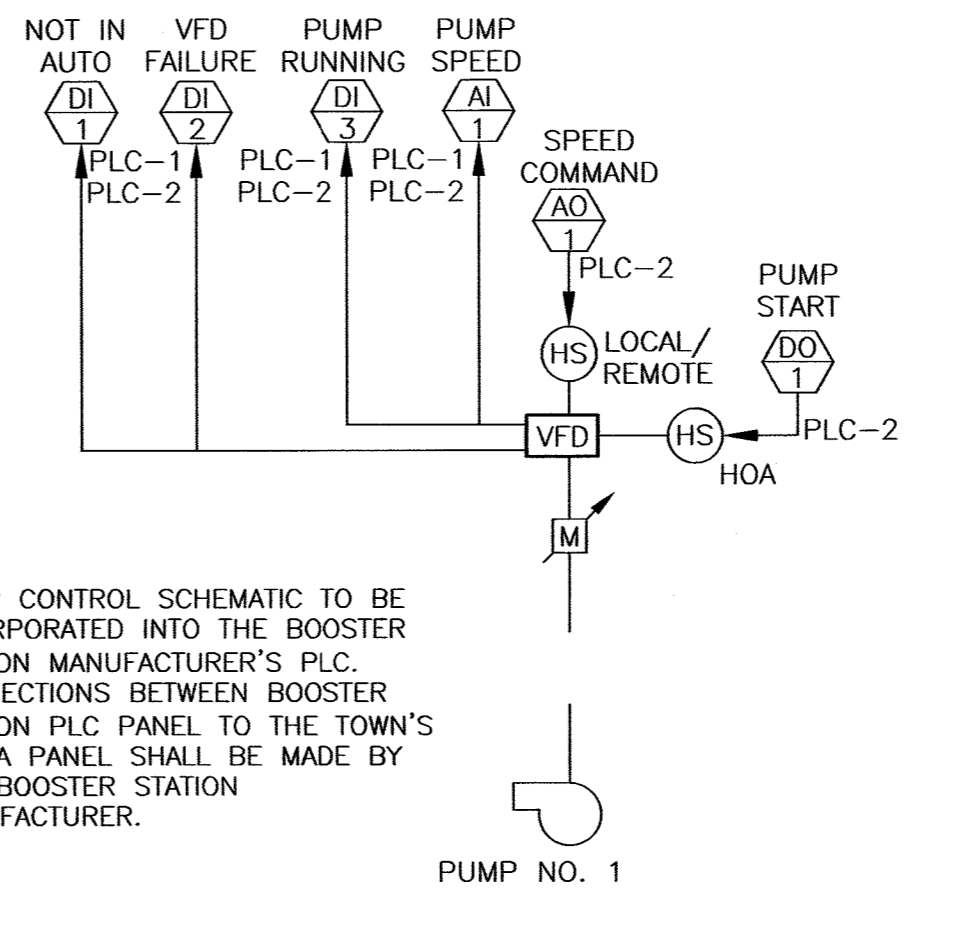 NOT IN
AUTO
VFD
FAILURE
PUMP
RUNNING
PUMP
SPEED
DI
1
DI
2
DI
3
AI
1
PLC-1
PLC-2
PLC-1
PLC-2
PLC-1
PLC-2
SPEED
COMMAND
AO
1
PLC-2
HS
LOCAL/
REMOTE
PUMP
START
DO
1
PLC-2
VFD
HS
HOA
M
CONTROL SCHEMATIC TO BE
RPORATED INTO THE BOOSTER
ON MANUFACTURER'S PLC.
ECTIONS BETWEEN BOOSTER
ON PLC PANEL TO THE TOWN'S
A PANEL SHALL BE MADE BY
BOOSTER STATION
FACTURER.
PUMP NO. 1